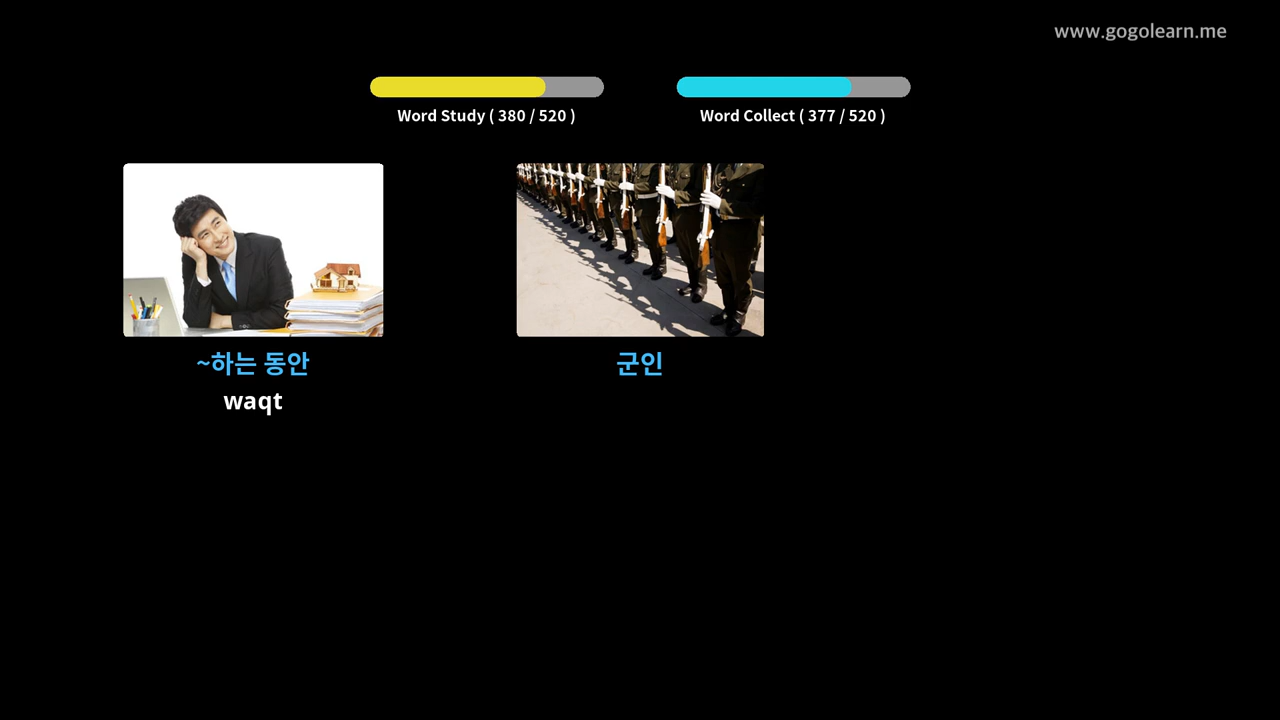 www.gogolearn.me
Word Study ( 380 / 520 )
Word Collect ( 377 / 520 )
~하는 동안
waqt
군인